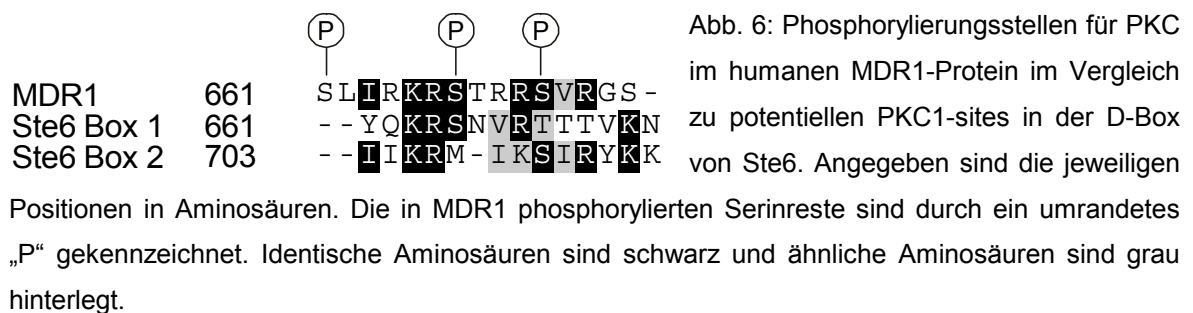 P P P
MDR1 661 SLIRKRSTRRSVRGS-
Ste6 Box 1 661 --YQKRSNVRTTTVKN
Ste6 Box 2 703 --IIKRM-IKSIRYKK
Abb. 6: Phosphorylierungsstellen für PKC
im humanen MDR1-Protein im Vergleich
zu potentiellen PKC1-sites in der D-Box
von Ste6. Angegeben sind die jeweiligen
Positionen in Aminosäuren. Die in MDR1 phosphorylierten Serinreste sind durch ein umrandetes
„P“ gekennzeichnet. Identische Aminosäuren sind schwarz und ähnliche Aminosäuren sind grau
hinterlegt.